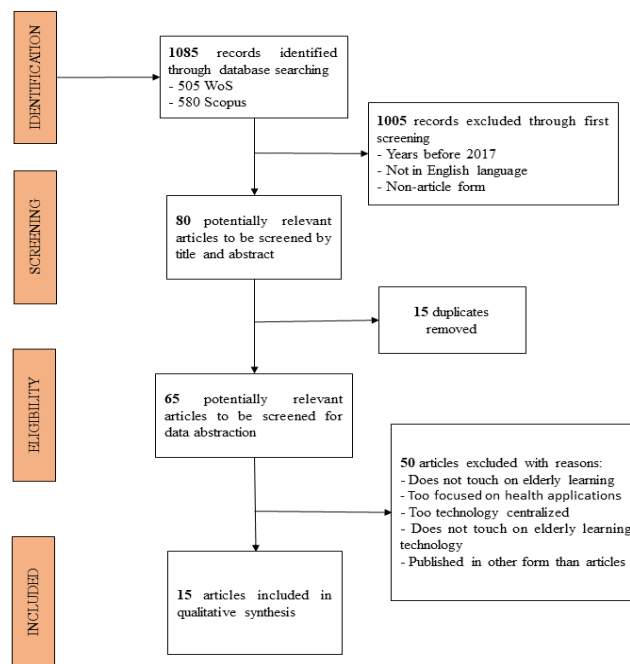 IDENTIFICATION
1085 records identified
through database searching
- 505 WoS
- 580 Scopus
1005 records excluded through first
screening
- Years before 2017
- Not in English language
- Non-article form
SCREENING
80 potentially relevant
articles to be screened by
title and abstract
15 duplicates
removed
ELIGIBILITY
65 potentially relevant
articles to be screened for
data abstraction
50 articles excluded with reasons:
- Does not touch on elderly learning
- Too focused on health applications
- Too technology centralized
- Does not touch on elderly learning
technology
- Published in other form than articles
INCLUDED
15 articles included in
qualitative synthesis